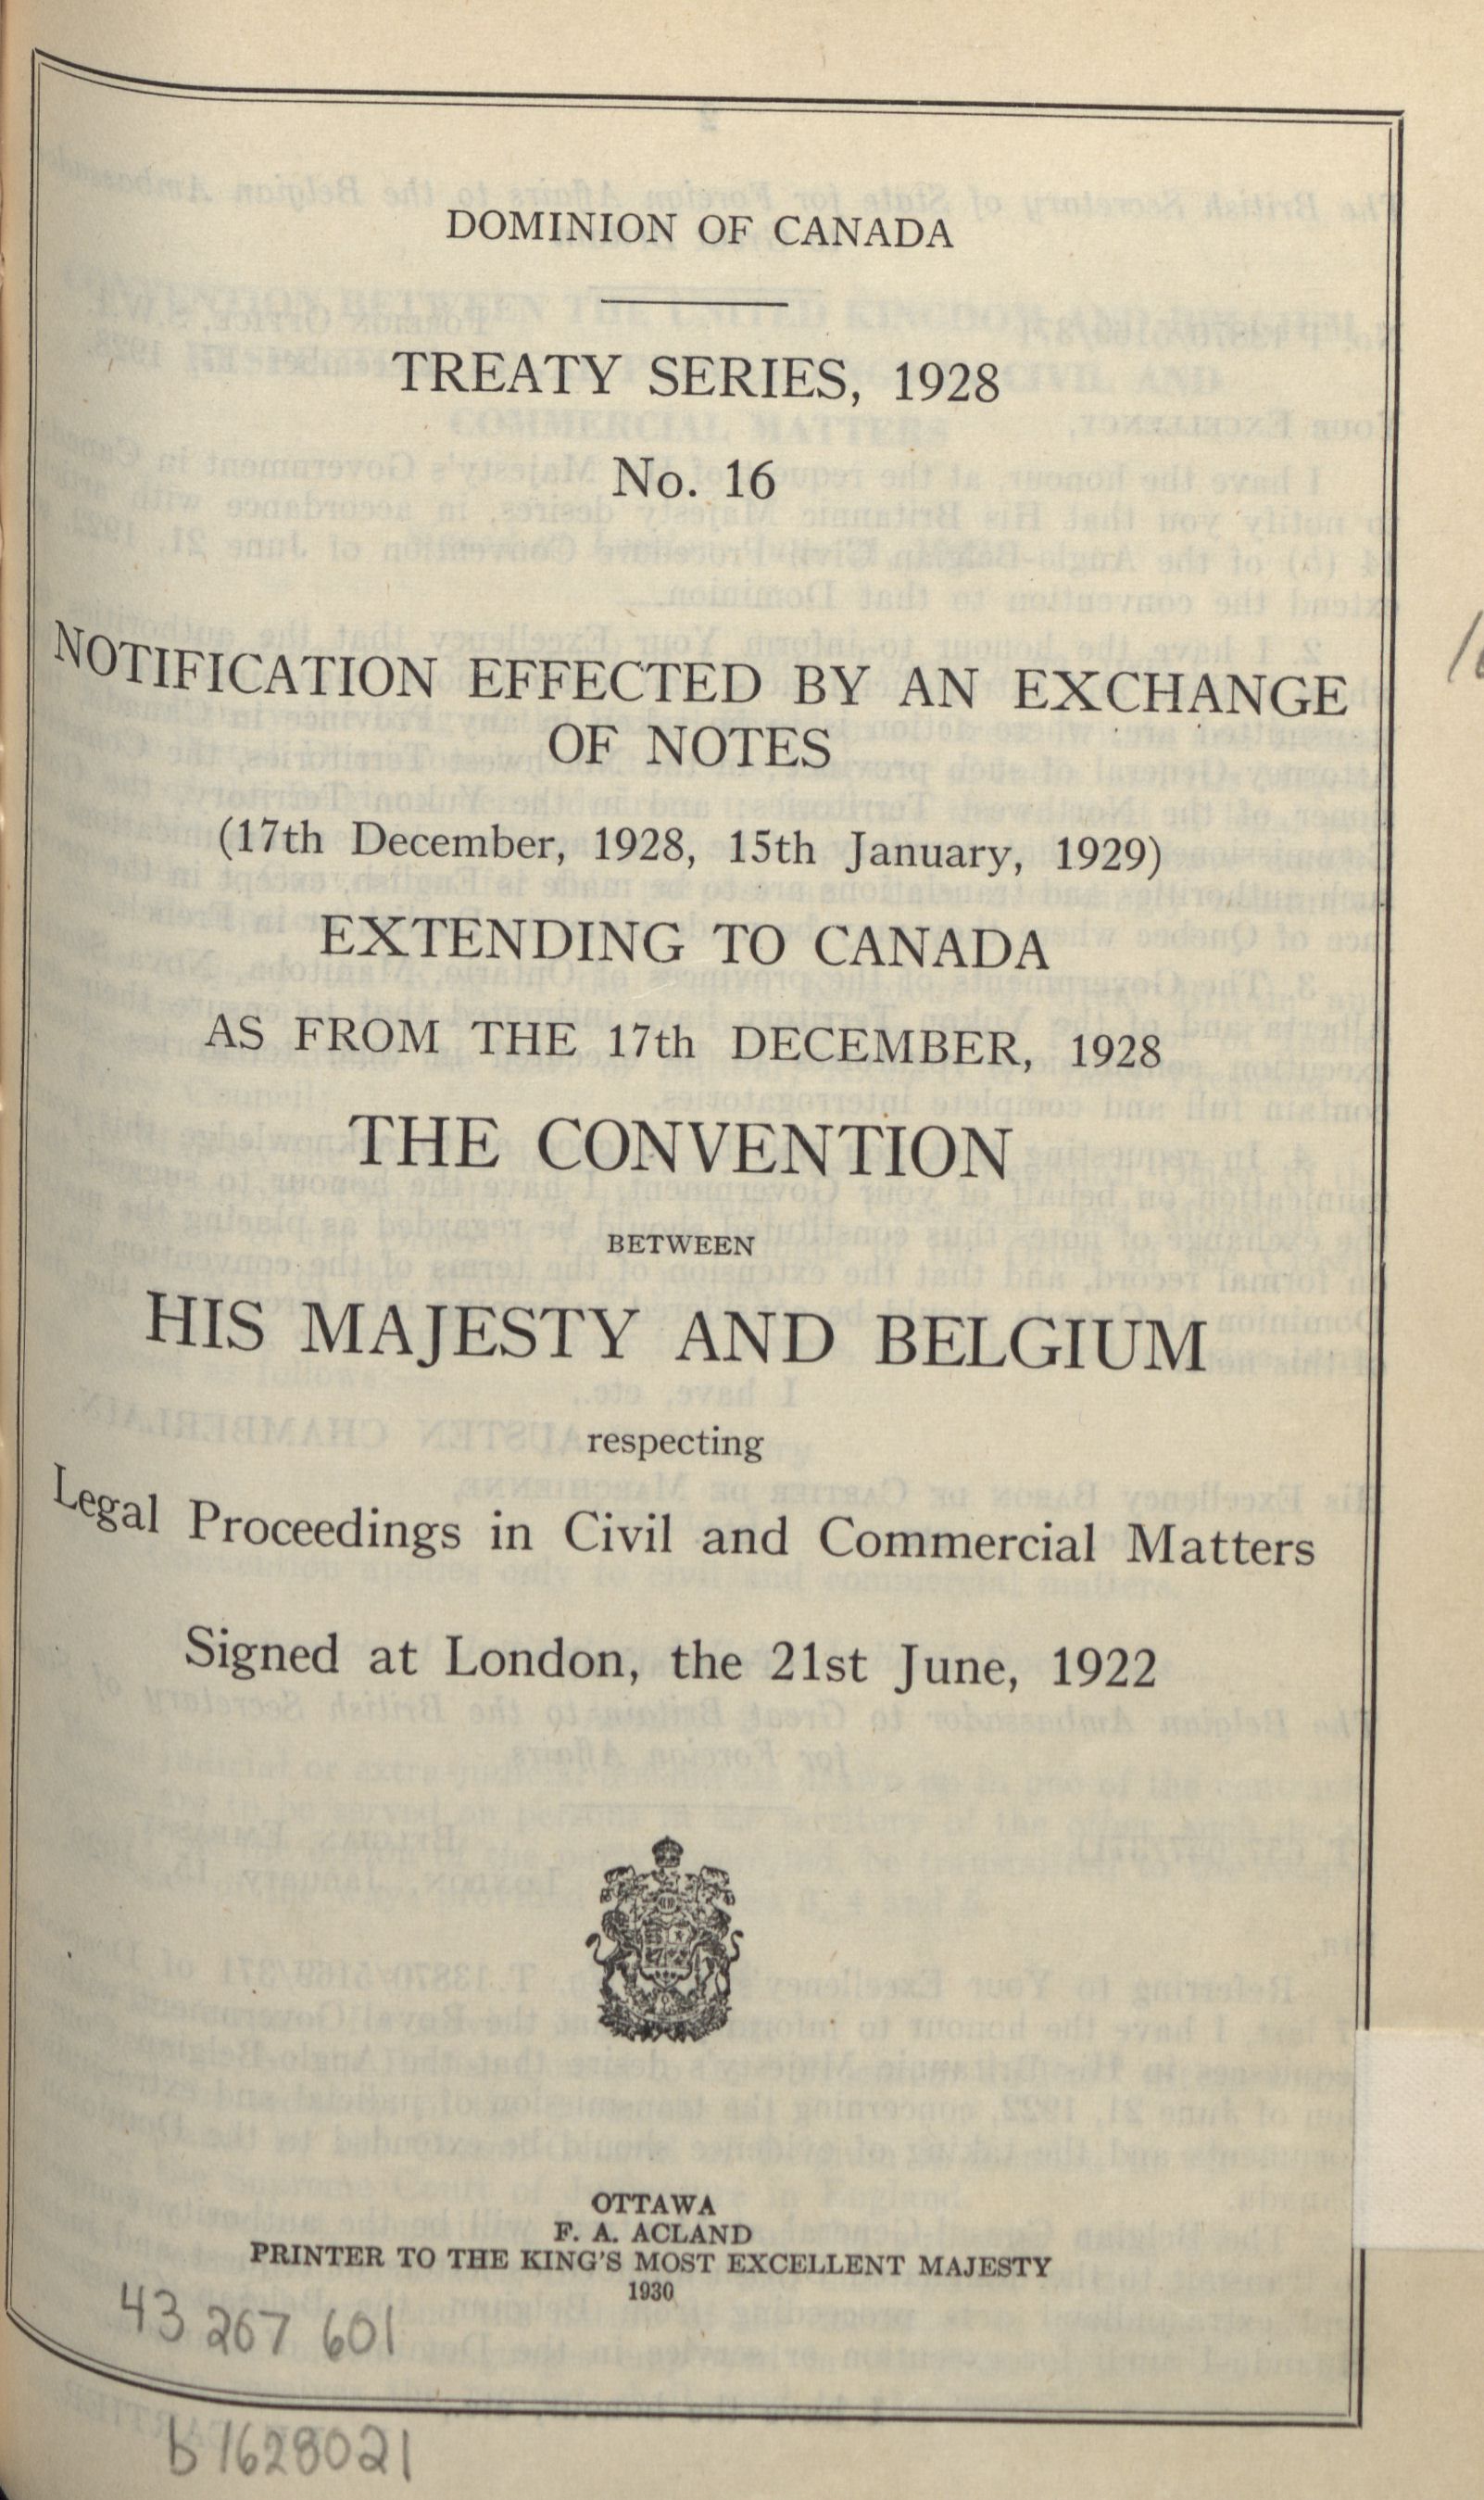 DOMINION OF CANADA
TREATY SERIES, 1928
No. 16
NOTIFICATION EFFECTED BY AN EXCHANGE
OF NOTES
(17th December, 1928, 15th January, 1929)
EXTENDING TO CANADA
AS FROM THE 17th DECEMBER, 1928
THE CONVENTION
BETWEEN
HIS MAJESTY AND BELGIUM
respecting
Legal Proceedings in Civil and Commercial Matters
Signed at London, the 21st June, 1922
OTTAWA
F. A. ACLAND
PRINTER TO THE KING'S MOST EXCELLENT MAJESTY
1930
43 267 601
b1628021